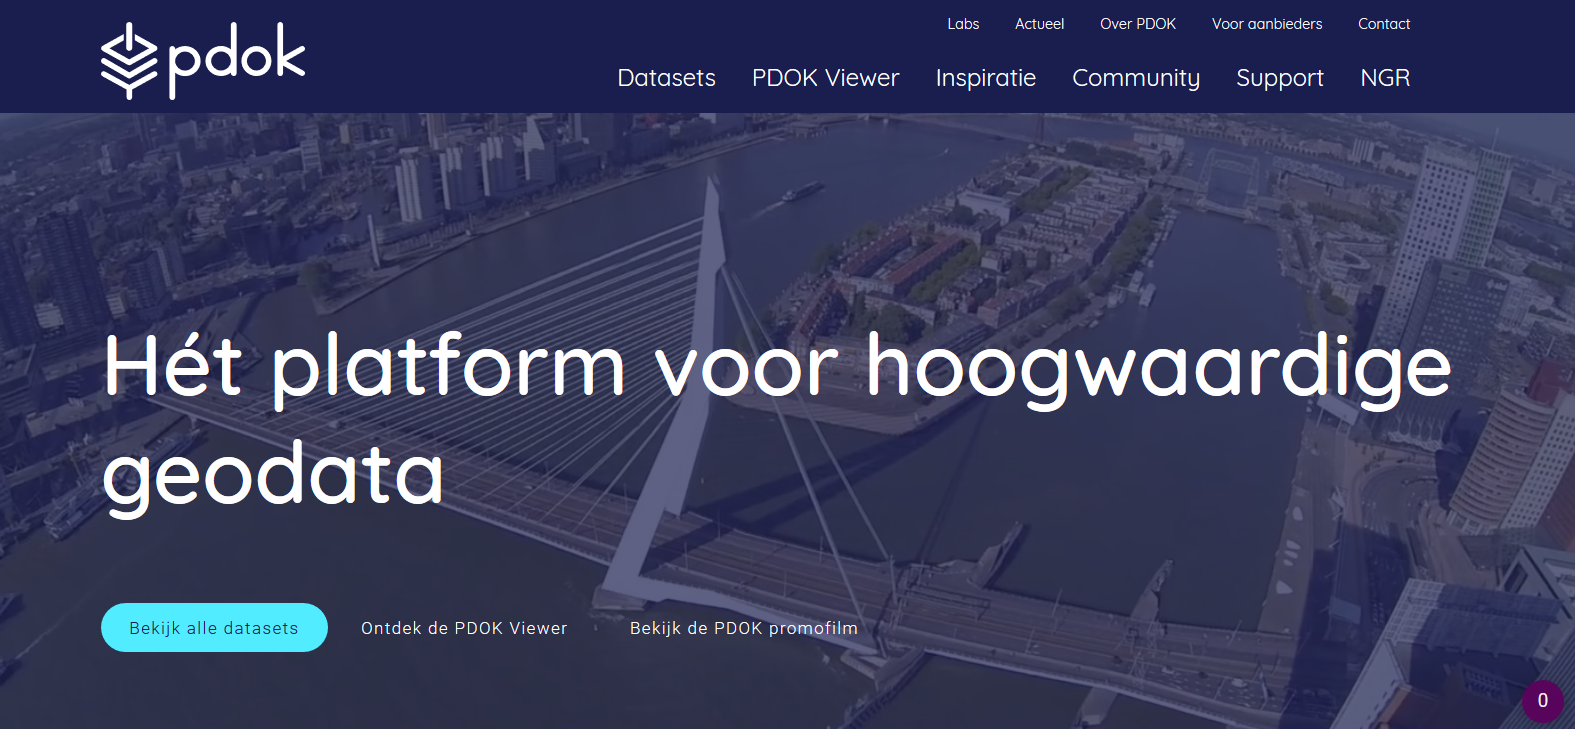 pdok
Labs Actueel Over PDOK Voor aanbieders Contact
Datasets PDOK Viewer Inspiratie Community Support NGR
Hét platform voor hoogwaardige
geodata
Bekijk alle datasets Ontdek de PDOK Viewer Bekijk de PDOK promofilm
0